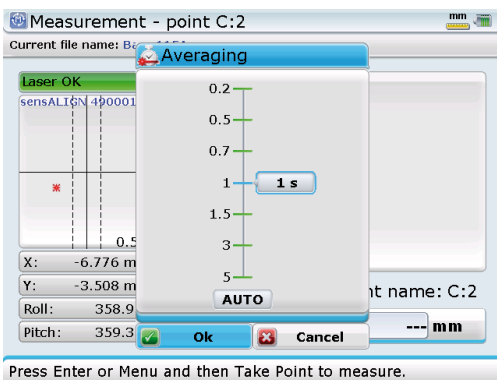 Measurement - point C:2
mm
Current file name: Ba
Averaging
Laser OK
sensALIGN 490001
0.2
0.5
0.7
1
1 s
1.5
3
5
AUTO
0.5
X: -6.776 m
Y: -3.508 m
Roll: 358.9
Pitch: 359.3
nt name: C:2
--- mm
Ok
Cancel
Press Enter or Menu and then Take Point to measure.